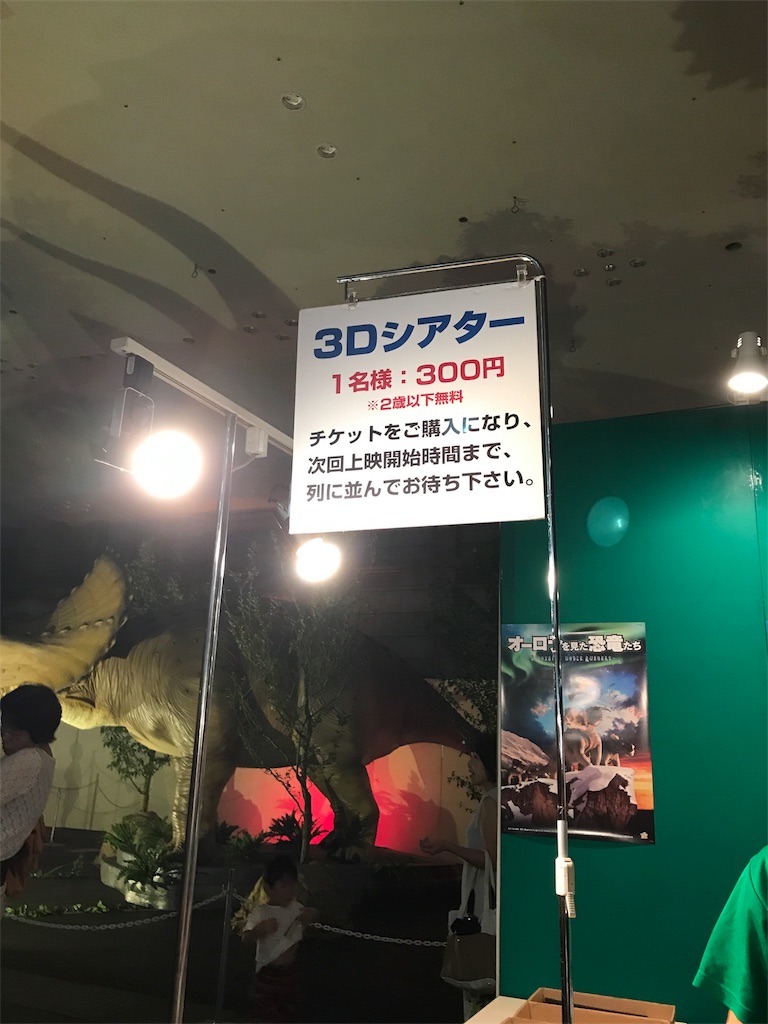 3Dシアター
1名様：300円
※2歳以下無料
チケットをご購入になり、
次回上映開始時間まで、
列に並んでお待ち下さい。
オーロラを見た恐竜たち